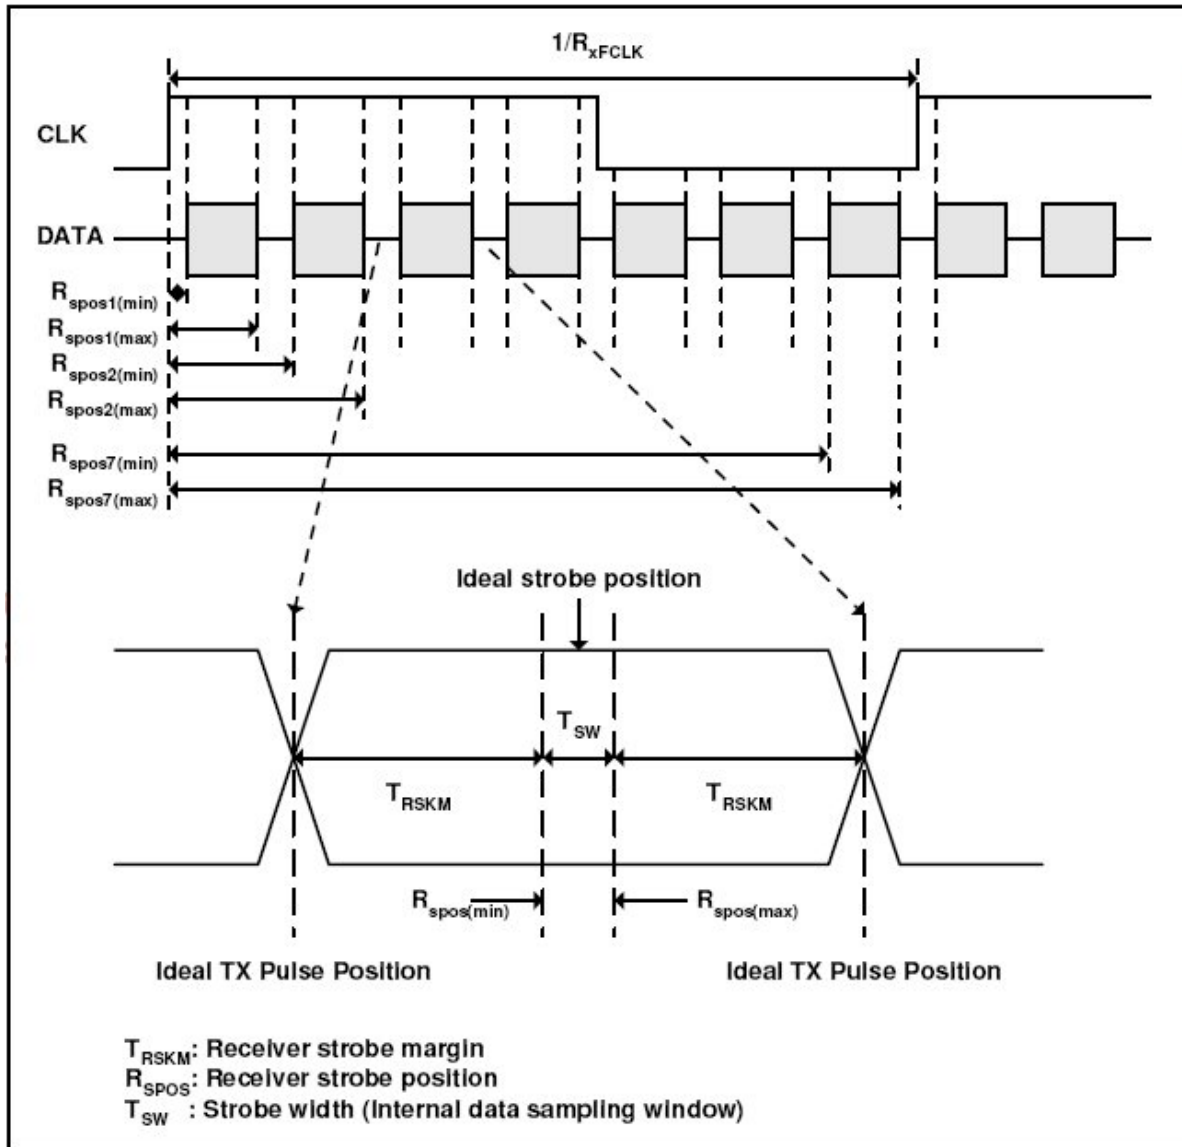 1/RxFCLK
CLK
DATA
Rspos1(min)
Rspos1(max)
Rspos2(min)
Rspos2(max)
Rspos7(min)
Rspos7(max)
Ideal strobe position
TSW
TRSKM
TRSKM
Rspos(min)
Rspos(max)
Ideal TX Pulse Position
Ideal TX Pulse Position
TRSKM: Receiver strobe margin
RSPOS: Receiver strobe position
TSW : Strobe width (Internal data sampling window)